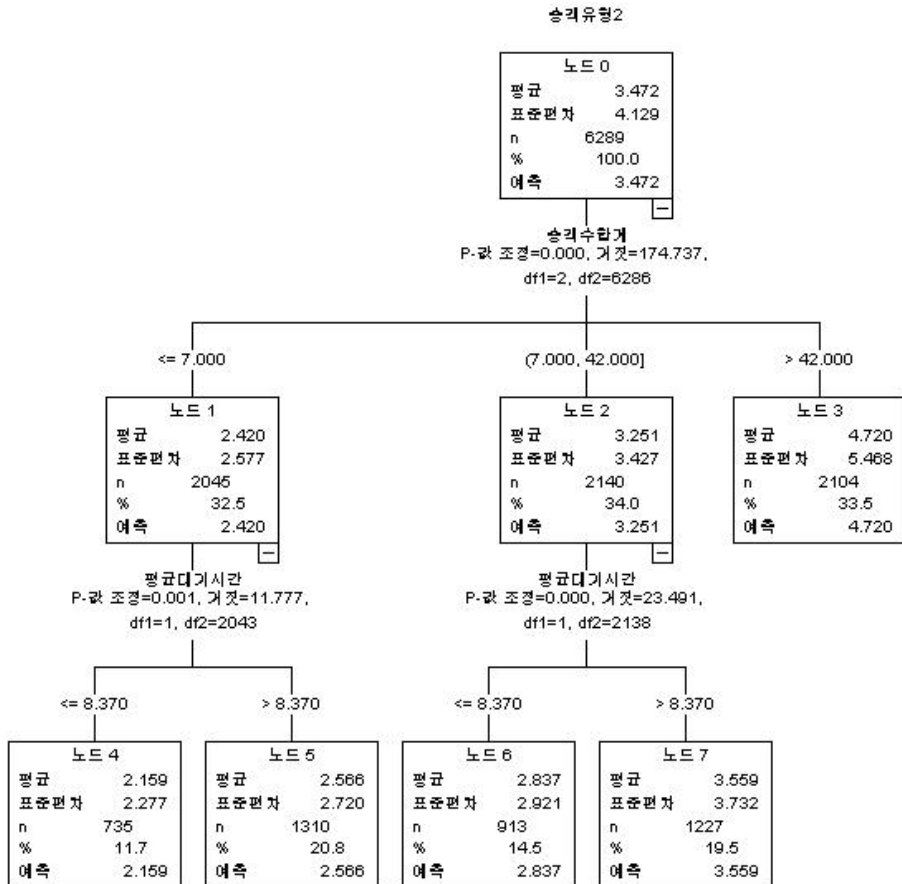 승객유형2
노드 0
평균 3.472
표준편차 4.129
n 6289
% 100.0
예측 3.472
승객수합계
P-값 조정=0.000, 거짓=174.737,
df1=2, df2=6286
<= 7.000
(7.000, 42.000]
> 42.000
노드 1
평균 2.420
표준편차 2.577
n 2045
% 32.5
예측 2.420
노드 2
평균 3.251
표준편차 3.427
n 2140
% 34.0
예측 3.251
노드 3
평균 4.720
표준편차 5.468
n 2104
% 33.5
예측 4.720
평균대기시간
P-값 조정=0.001, 거짓=11.777,
df1=1, df2=2043
평균대기시간
P-값 조정=0.000, 거짓=23.491,
df1=1, df2=2138
<= 8.370
> 8.370
<= 8.370
> 8.370
노드 4
평균 2.159
표준편차 2.277
n 735
% 11.7
예측 2.159
노드 5
평균 2.566
표준편차 2.720
n 1310
% 20.8
예측 2.566
노드 6
평균 2.837
표준편차 2.921
n 913
% 14.5
예측 2.837
노드 7
평균 3.559
표준편차 3.732
n 1227
% 19.5
예측 3.559